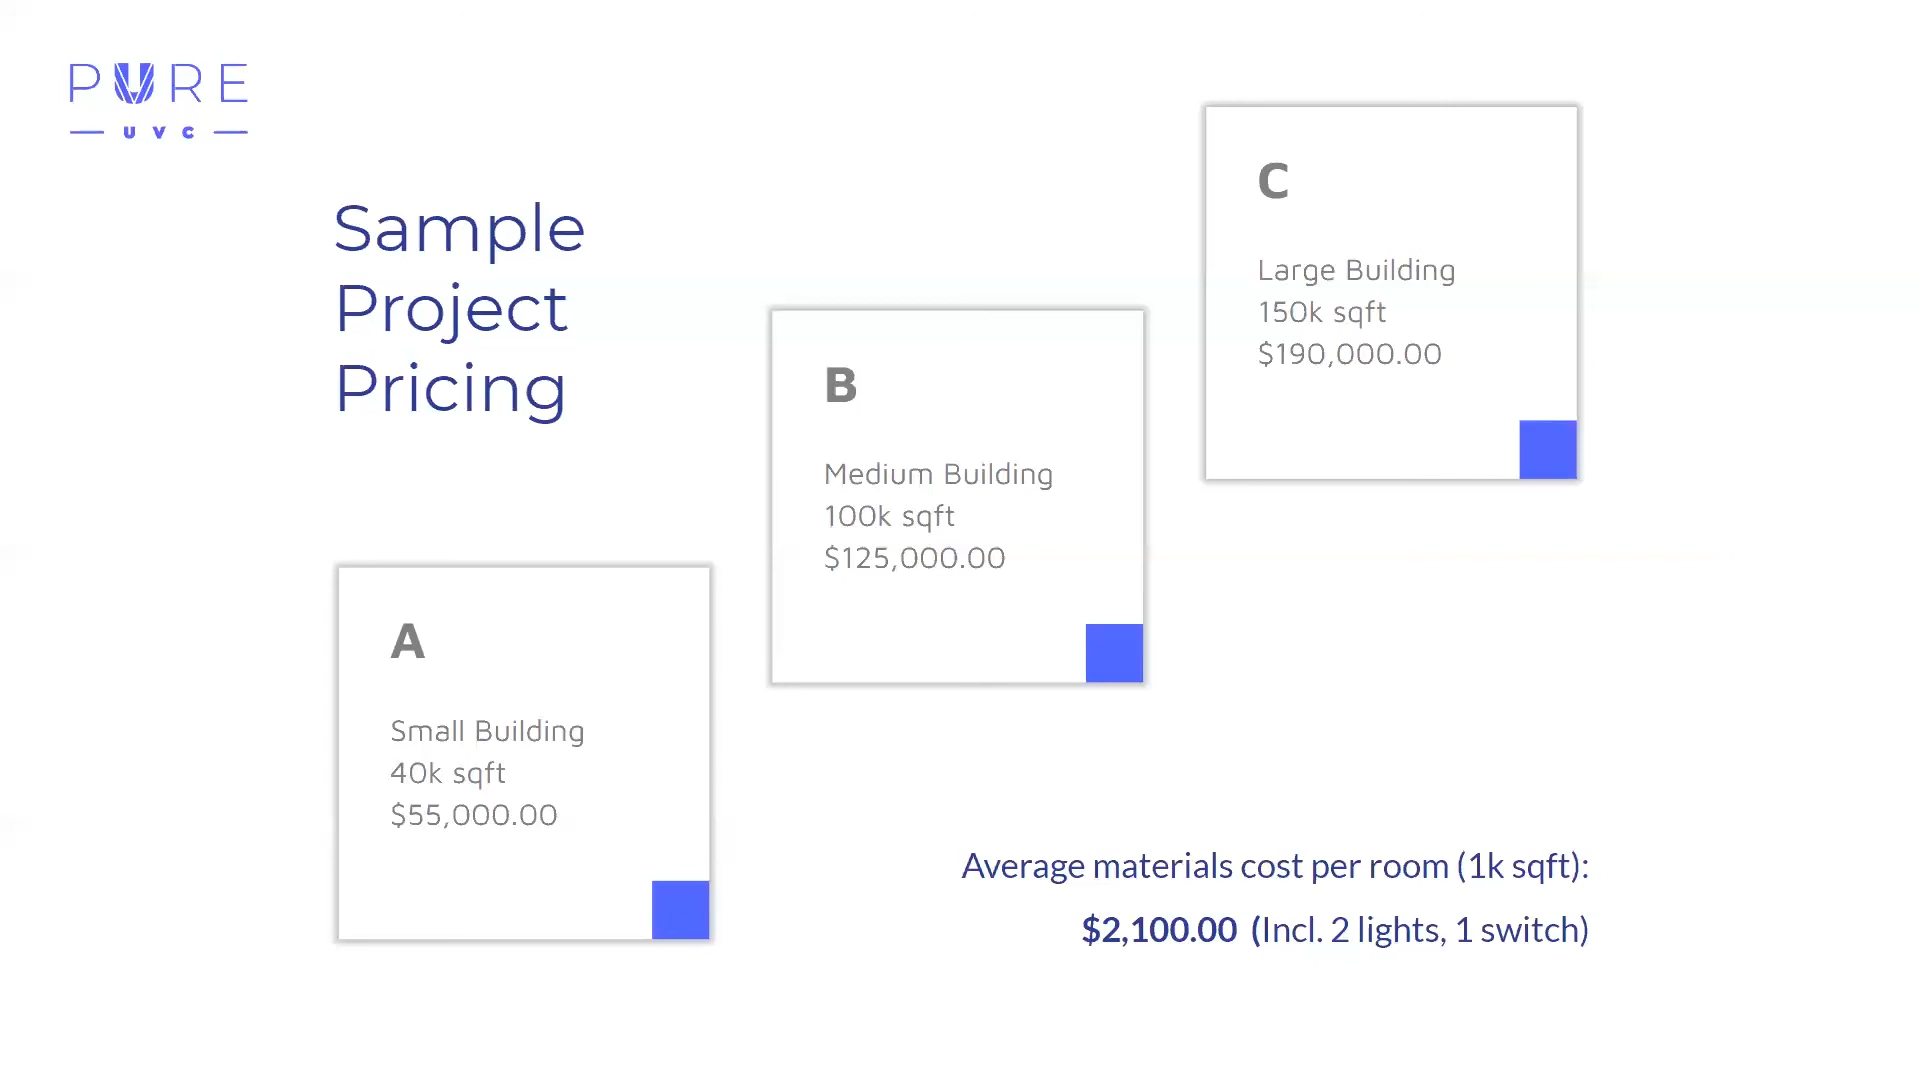 PURE
UVC
Sample
Project
Pricing
A
Small Building
40k sqft
$55,000.00
B
Medium Building
100k sqft
$125,000.00
C
Large Building
150k sqft
$190,000.00
Average materials cost per room (1k sqft):
$2,100.00 (Incl. 2 lights, 1 switch)